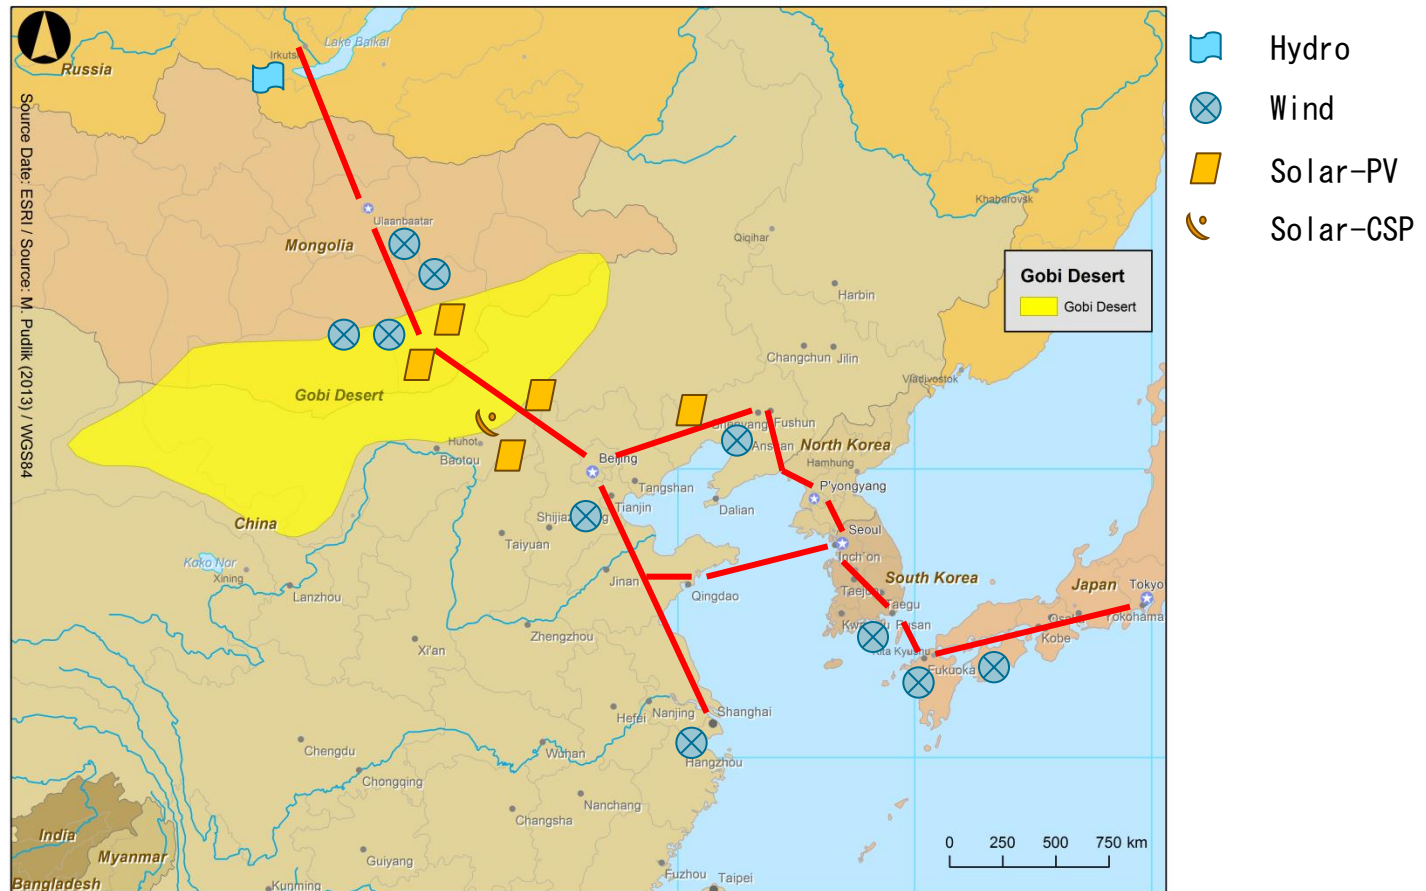 Lake Baikal
Russia
Source Date: ESRI / Source: M. Pudlik (2013) / WGS84
Ulaanbaatar
Mongolia
Khabarovsk
Qiqihar
Harbin
Gobi Desert
Gobi Desert
Changchun
Jilin
Vladivostok
Gobi Desert
Fushun
Huhot
Baotou
North Korea
Hamhung
Beijing
P'yongyang
Tangshan
Tianjin
Dalian
China
Taiyuan
Seoul
Inch'on
Koko Nor
Xining
Lanzhou
Jinan
Qingdao
South Korea
Japan
Tokyo
Taegu
Yokohama
Zhengzhou
Xi'an
Kobe
Fukuoka
Hefei
Nanjing
Shanghai
Chengdu
Wuhan
Hangzhou
Chongqing
Nanchang
Changsha
India
Myanmar
Bangladesh
Guiyang
Kunming
Fuzhou
Taipei
0 250 500 750 km
Hydro
Wind
Solar-PV
Solar-CSP